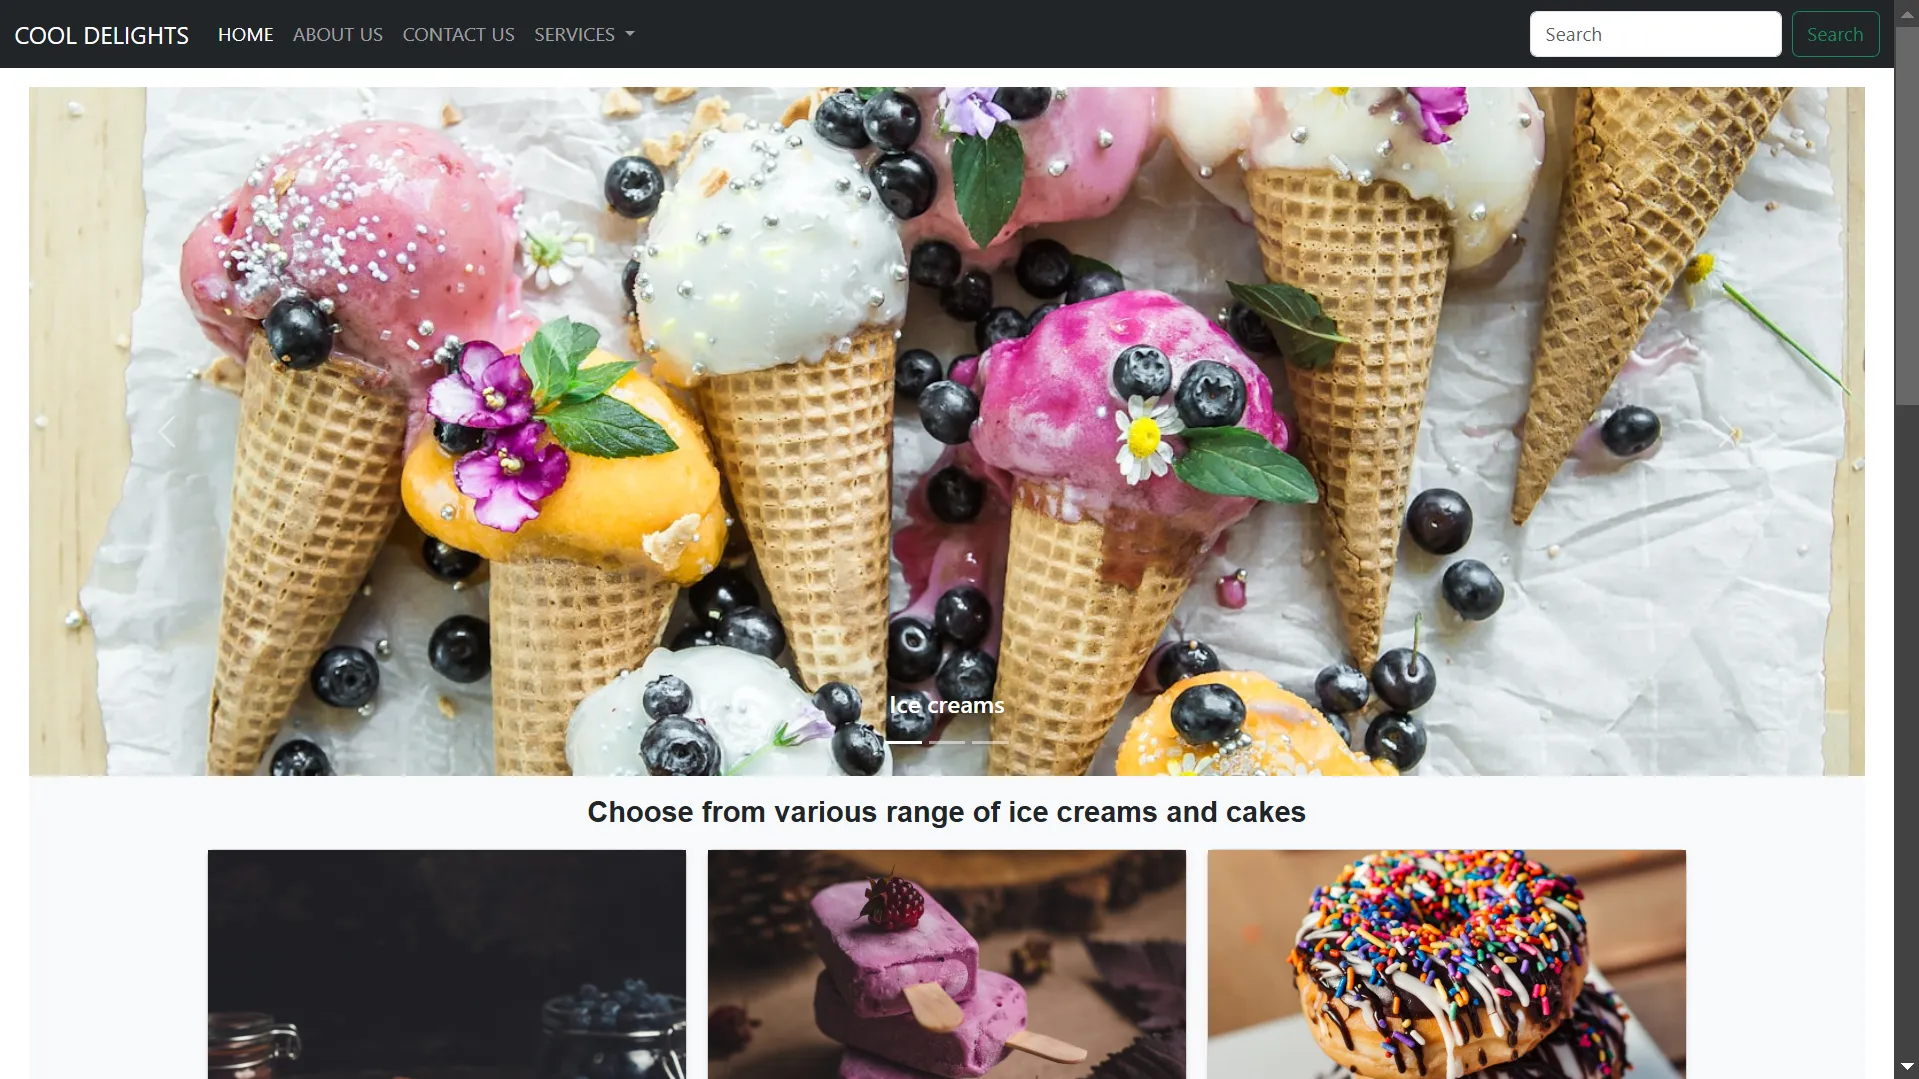 COOL DELIGHTS HOME ABOUT US CONTACT US SERVICES Search Search
Ice creams
Choose from various range of ice creams and cakes